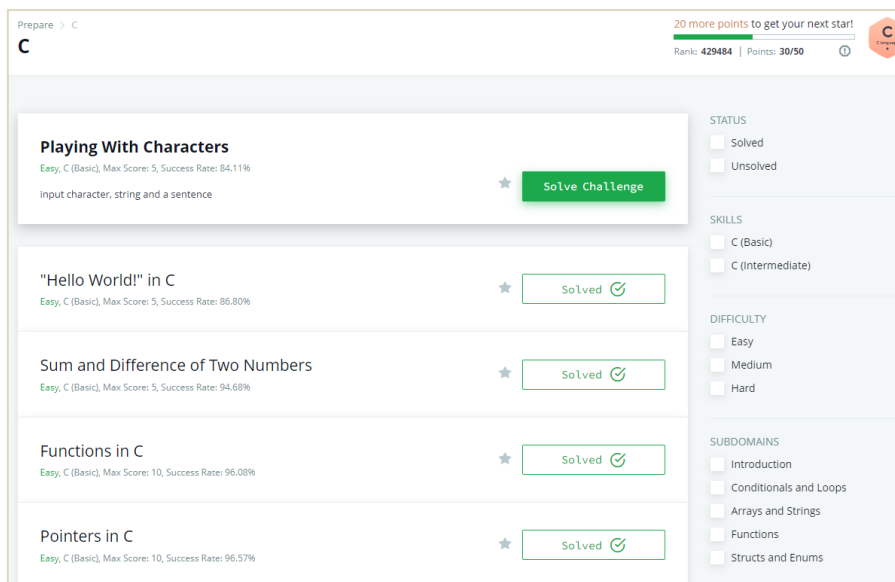 Prepare > C
C
20 more points to get your next star!
Rank: 429484 | Points: 30/50
C
Playing With Characters
Easy, C (Basic), Max Score: 5, Success Rate: 84.11%
input character, string and a sentence
Solve Challenge
"Hello World!" in C
Easy, C (Basic), Max Score: 5, Success Rate: 86.80%
Solved
Sum and Difference of Two Numbers
Easy, C (Basic), Max Score: 5, Success Rate: 94.68%
Solved
Functions in C
Easy, C (Basic), Max Score: 10, Success Rate: 96.08%
Solved
Pointers in C
Easy, C (Basic), Max Score: 10, Success Rate: 96.57%
Solved
STATUS
Solved
Unsolved
SKILLS
C (Basic)
C (Intermediate)
DIFFICULTY
Easy
Medium
Hard
SUBDOMAINS
Introduction
Conditionals and Loops
Arrays and Strings
Functions
Structs and Enums